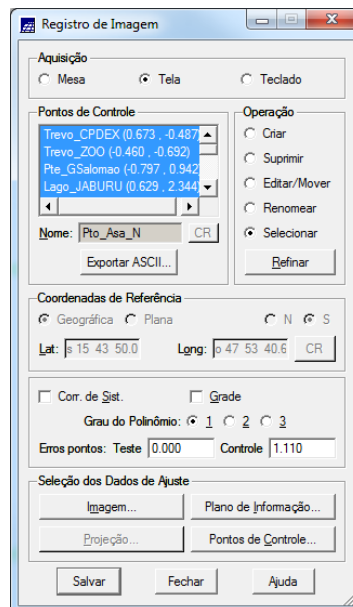 Registro de Imagem
Aquisição
Mesa Tela Teclado
Pontos de Controle
Trevo_CPDEX (0.673 , -0.487)
Trevo_ZOO (-0.460 , -0.692)
Pte_GSalomao (-0.797 , 0.942)
Lago_JABURU (0.629 , 2.344)
Nome: Pto_Asa_N CR
Exportar ASCII...
Operação
Criar
Suprimir
Editar/Mover
Renomear
Selecionar
Refinar
Coordenadas de Referência
Geográfica Plana N S
Lat: s 15 43 50.0 Long: o 47 53 40.6 CR
Corr. de Sist. Grade
Grau do Polinômio: 1 2 3
Erros pontos: Teste 0.000 Controle 1.110
Seleção dos Dados de Ajuste
Imagem... Plano de Informação...
Projeção... Pontos de Controle...
Salvar Fechar Ajuda